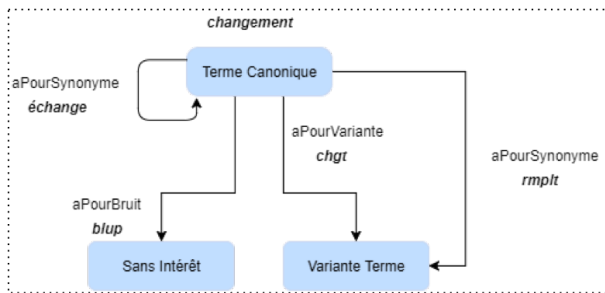 changement
Terme Canonique
aPourSynonyme
échange
aPourVariante
chgt
aPourSynonyme
rmplt
aPourBruit
blup
Sans Intérêt
Variante Terme